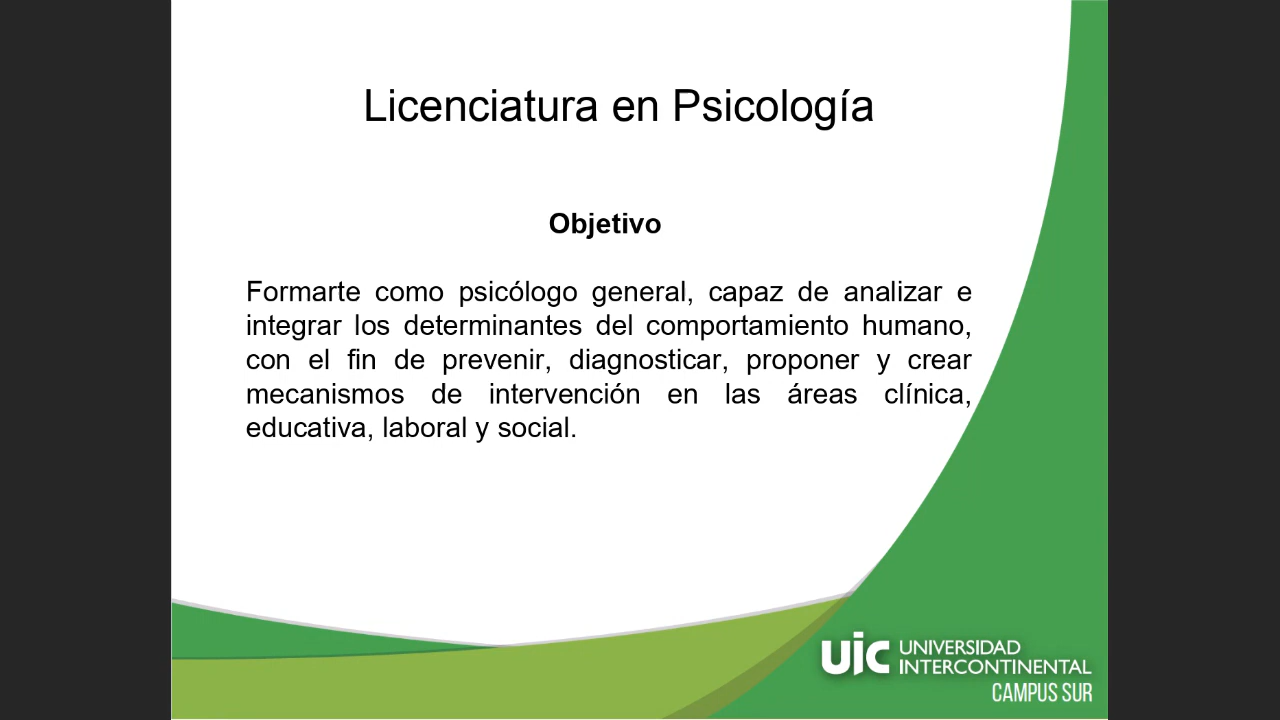 Licenciatura en Psicología
Objetivo
Formarte como psicólogo general, capaz de analizar e
integrar los determinantes del comportamiento humano,
con el fin de prevenir, diagnosticar, proponer y crear
mecanismos de intervención en las áreas clínica,
educativa, laboral y social.
uic UNIVERSIDAD
INTERCONTINENTAL
CAMPUS SUR